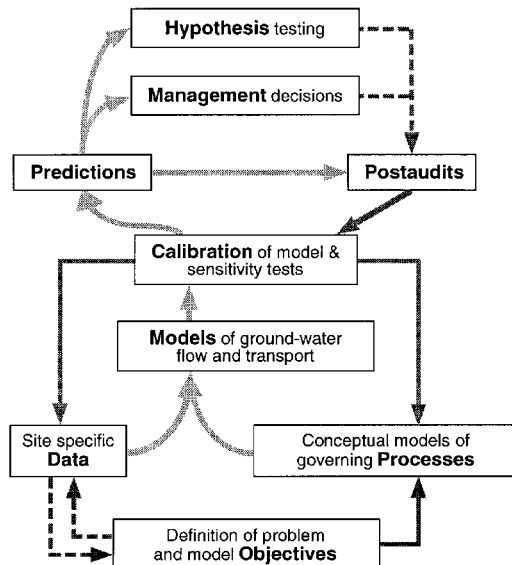 Hypothesis testing
Management decisions
Predictions
Postaudits
Calibration of model &
sensitivity tests
Models of ground-water
flow and transport
Site specific
Data
Conceptual models of
governing Processes
Definition of problem
and model Objectives